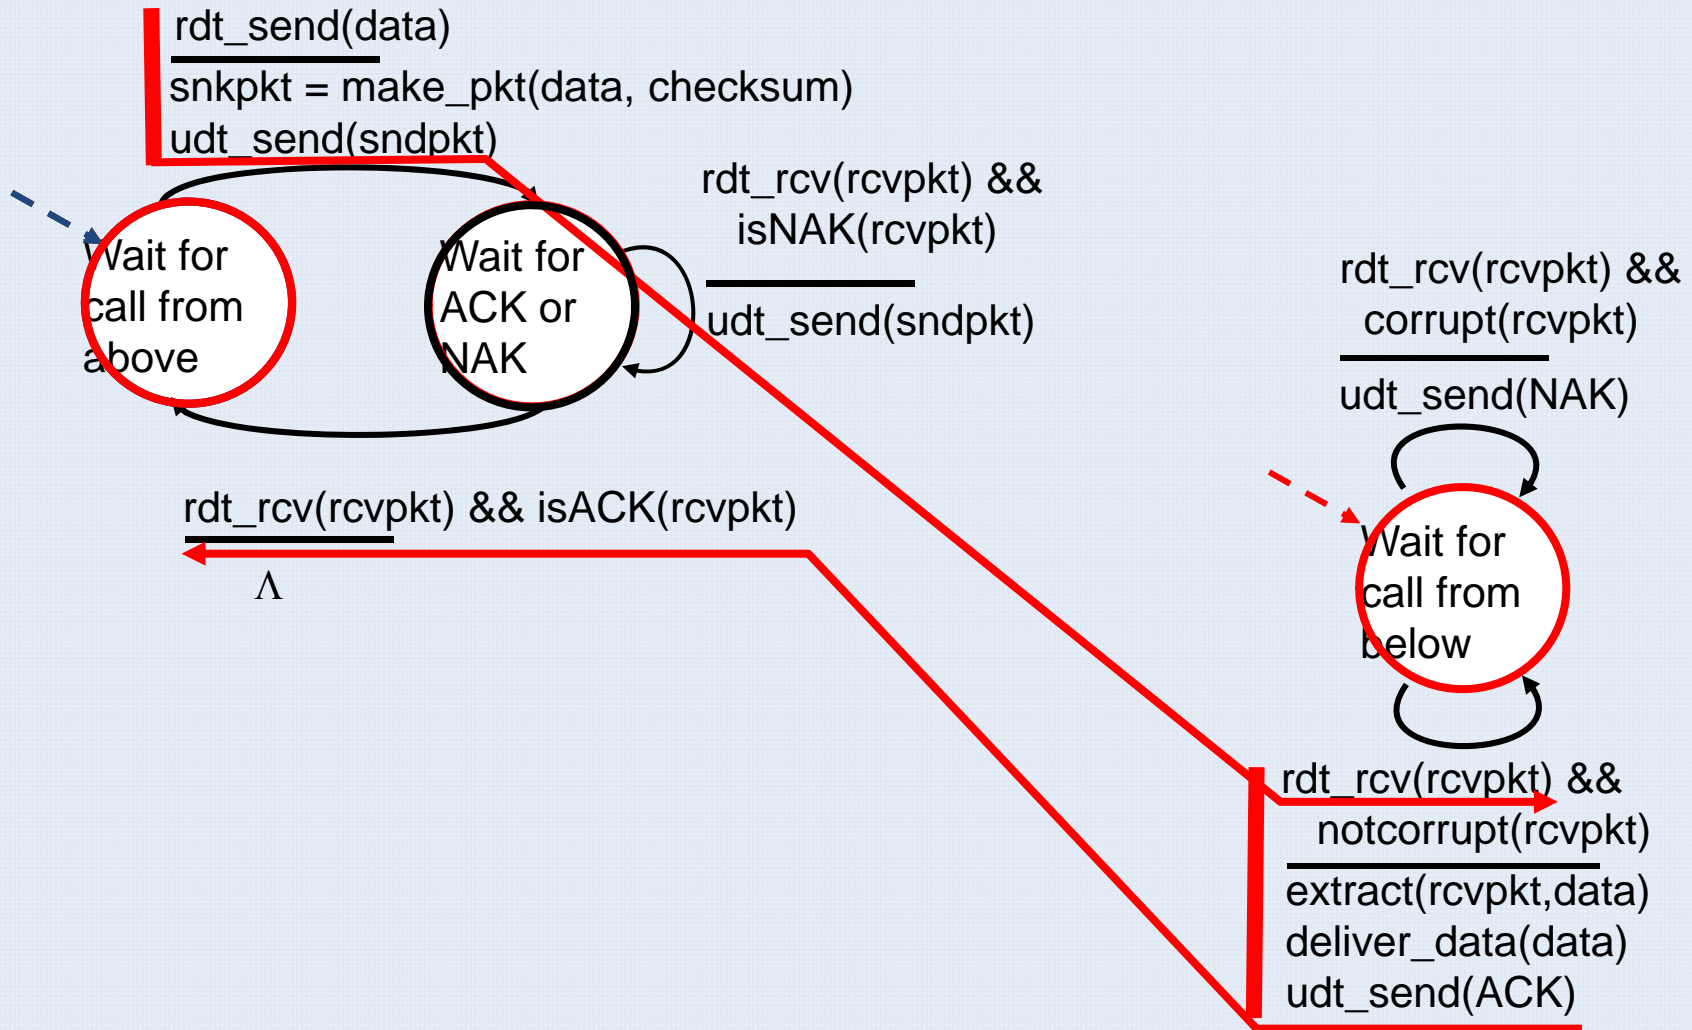 rdt_send(data)
snkpkt = make_pkt(data, checksum)
udt_send(sndpkt)
rdt_rcv(rcvpkt) &&
isNAK(rcvpkt)
udt_send(sndpkt)
Wait for
call from
above
Wait for
ACK or
NAK
rdt_rcv(rcvpkt) && isACK(rcvpkt)
Λ
rdt_rcv(rcvpkt) &&
corrupt(rcvpkt)
udt_send(NAK)
Wait for
call from
below
rdt_rcv(rcvpkt) &&
notcorrupt(rcvpkt)
extract(rcvpkt,data)
deliver_data(data)
udt_send(ACK)